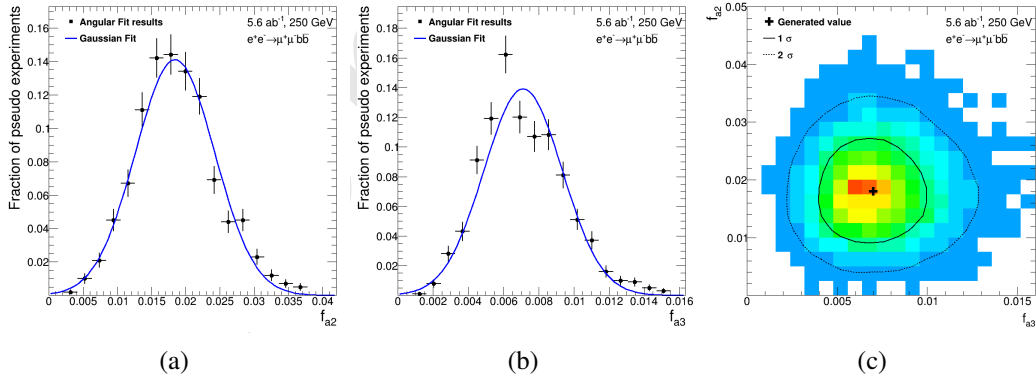 Fraction of pseudo experiments
0.16
0.14
0.12
0.1
0.08
0.06
0.04
0.02
Angular Fit results
Gaussian Fit
5.6 ab⁻¹, 250 GeV
e⁺e⁻→μ⁺μ⁻bb̅
0 0.005 0.01 0.015 0.02 0.025 0.03 0.035 0.04
f_a2
(a)
Fraction of pseudo experiments
0.18
0.16
0.14
0.12
0.1
0.08
0.06
0.04
0.02
Angular Fit results
Gaussian Fit
5.6 ab⁻¹, 250 GeV
e⁺e⁻→μ⁺μ⁻bb̅
0 0.002 0.004 0.006 0.008 0.01 0.012 0.014 0.016
f_a3
(b)
f_a2
0.05
0.04
0.03
0.02
0.01
Generated value
1 σ
2 σ
5.6 ab⁻¹, 250 GeV
e⁺e⁻→μ⁺μ⁻bb̅
0.005 0.01 0.015
f_a3
(c)